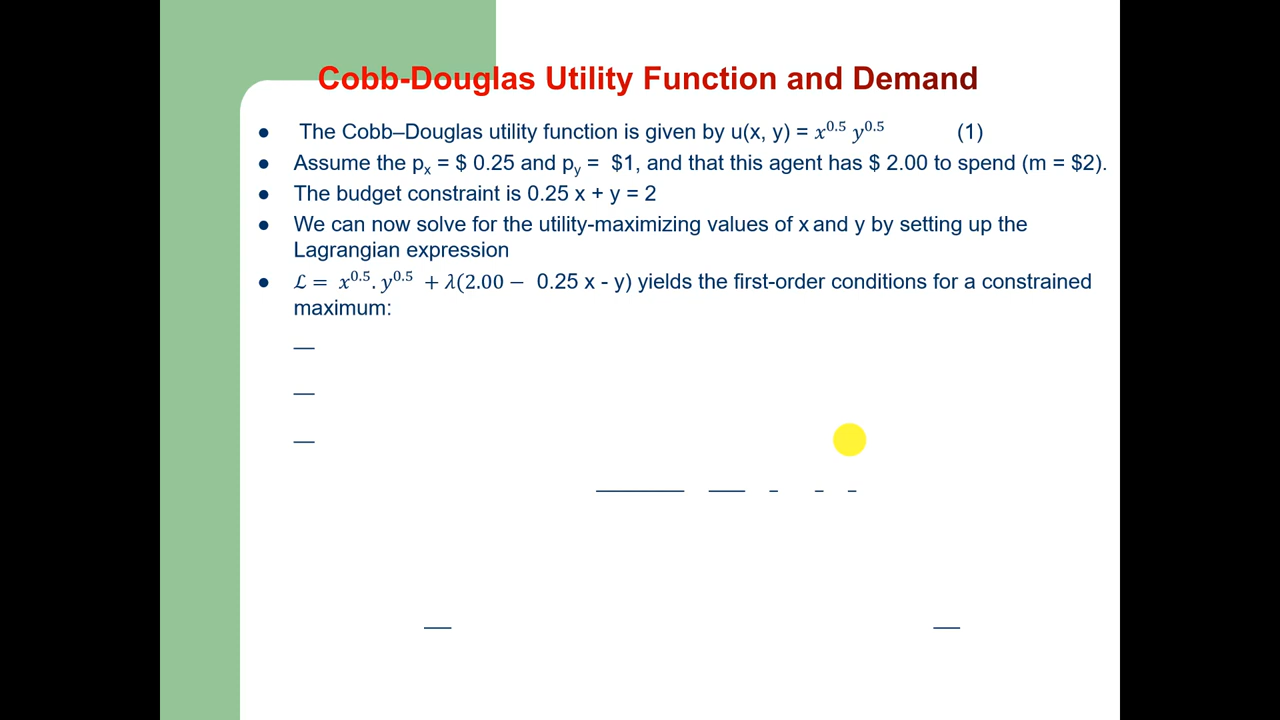 Cobb-Douglas Utility Function and Demand
● The Cobb–Douglas utility function is given by u(x, y) = 𝑥^0.5 𝑦^0.5 (1)
● Assume the p_x = $ 0.25 and p_y = $1, and that this agent has $ 2.00 to spend (m = $2).
● The budget constraint is 0.25 x + y = 2
● We can now solve for the utility-maximizing values of x and y by setting up the
Lagrangian expression
● ℒ = 𝑥^0.5. 𝑦^0.5 + 𝜆(2.00 − 0.25 x - y) yields the first-order conditions for a constrained
maximum: